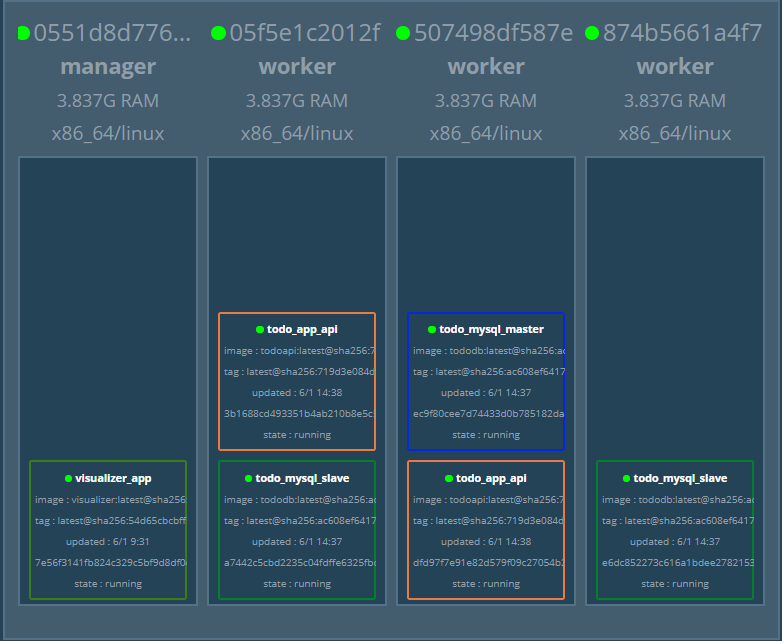 0551d8d776...
manager
3.837G RAM
x86_64/linux
visualizer_app
image : visualizer:latest@sha256
tag : latest@sha256:54d65cbcbff
updated : 6/1 9:31
7e56f3141fb824c329c5bf9d8df0
state : running
05f5e1c2012f
worker
3.837G RAM
x86_64/linux
todo_app_api
image : todoapi:latest@sha256:7
tag : latest@sha256:719d3e084d
updated : 6/1 14:38
3b1688cd493351b4ab210b8e5c
state : running
todo_mysql_slave
image : tododb:latest@sha256:ac
tag : latest@sha256:ac608ef6417
updated : 6/1 14:37
a7442c5cbd2235c04fdffe6325fbc
state : running
507498df587e
worker
3.837G RAM
x86_64/linux
todo_mysql_master
image : tododb:latest@sha256:ac
tag : latest@sha256:ac608ef6417
updated : 6/1 14:37
ec9f80cee7d74433d0b785182da
state : running
todo_app_api
image : todoapi:latest@sha256:7
tag : latest@sha256:719d3e084d
updated : 6/1 14:38
dfd97f7e91e82d579f09c27054b
state : running
874b5661a4f7
worker
3.837G RAM
x86_64/linux
todo_mysql_slave
image : tododb:latest@sha256:ac
tag : latest@sha256:ac608ef6417
updated : 6/1 14:37
e6dc852273c616a1bdee2782153
state : running